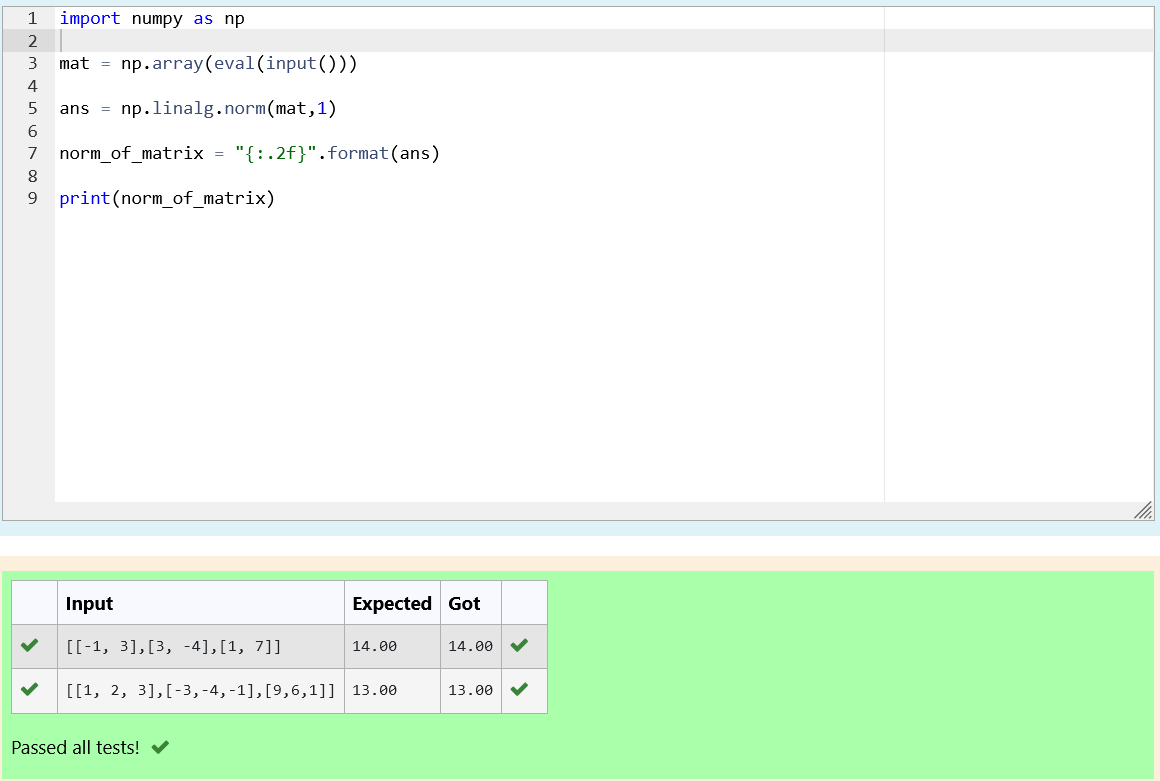 1 import numpy as np
2
3 mat = np.array(eval(input()))
4
5 ans = np.linalg.norm(mat,1)
6
7 norm_of_matrix = "{:.2f}".format(ans)
8
9 print(norm_of_matrix)
Input Expected Got
[[-1, 3],[3, -4],[1, 7]] 14.00 14.00
[[1, 2, 3],[-3,-4,-1],[9,6,1]] 13.00 13.00
Passed all tests!